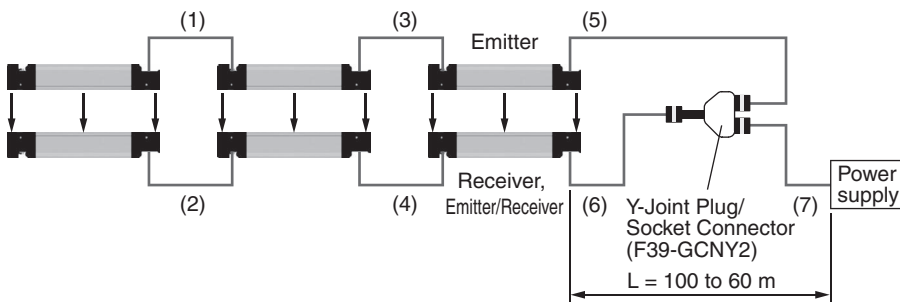 (1)
(3)
Emitter
(5)
(2)
(4)
Receiver,
Emitter/Receiver
(6)
Y-Joint Plug/
Socket Connector
(F39-GCNY2)
(7)
Power
supply
L = 100 to 60 m